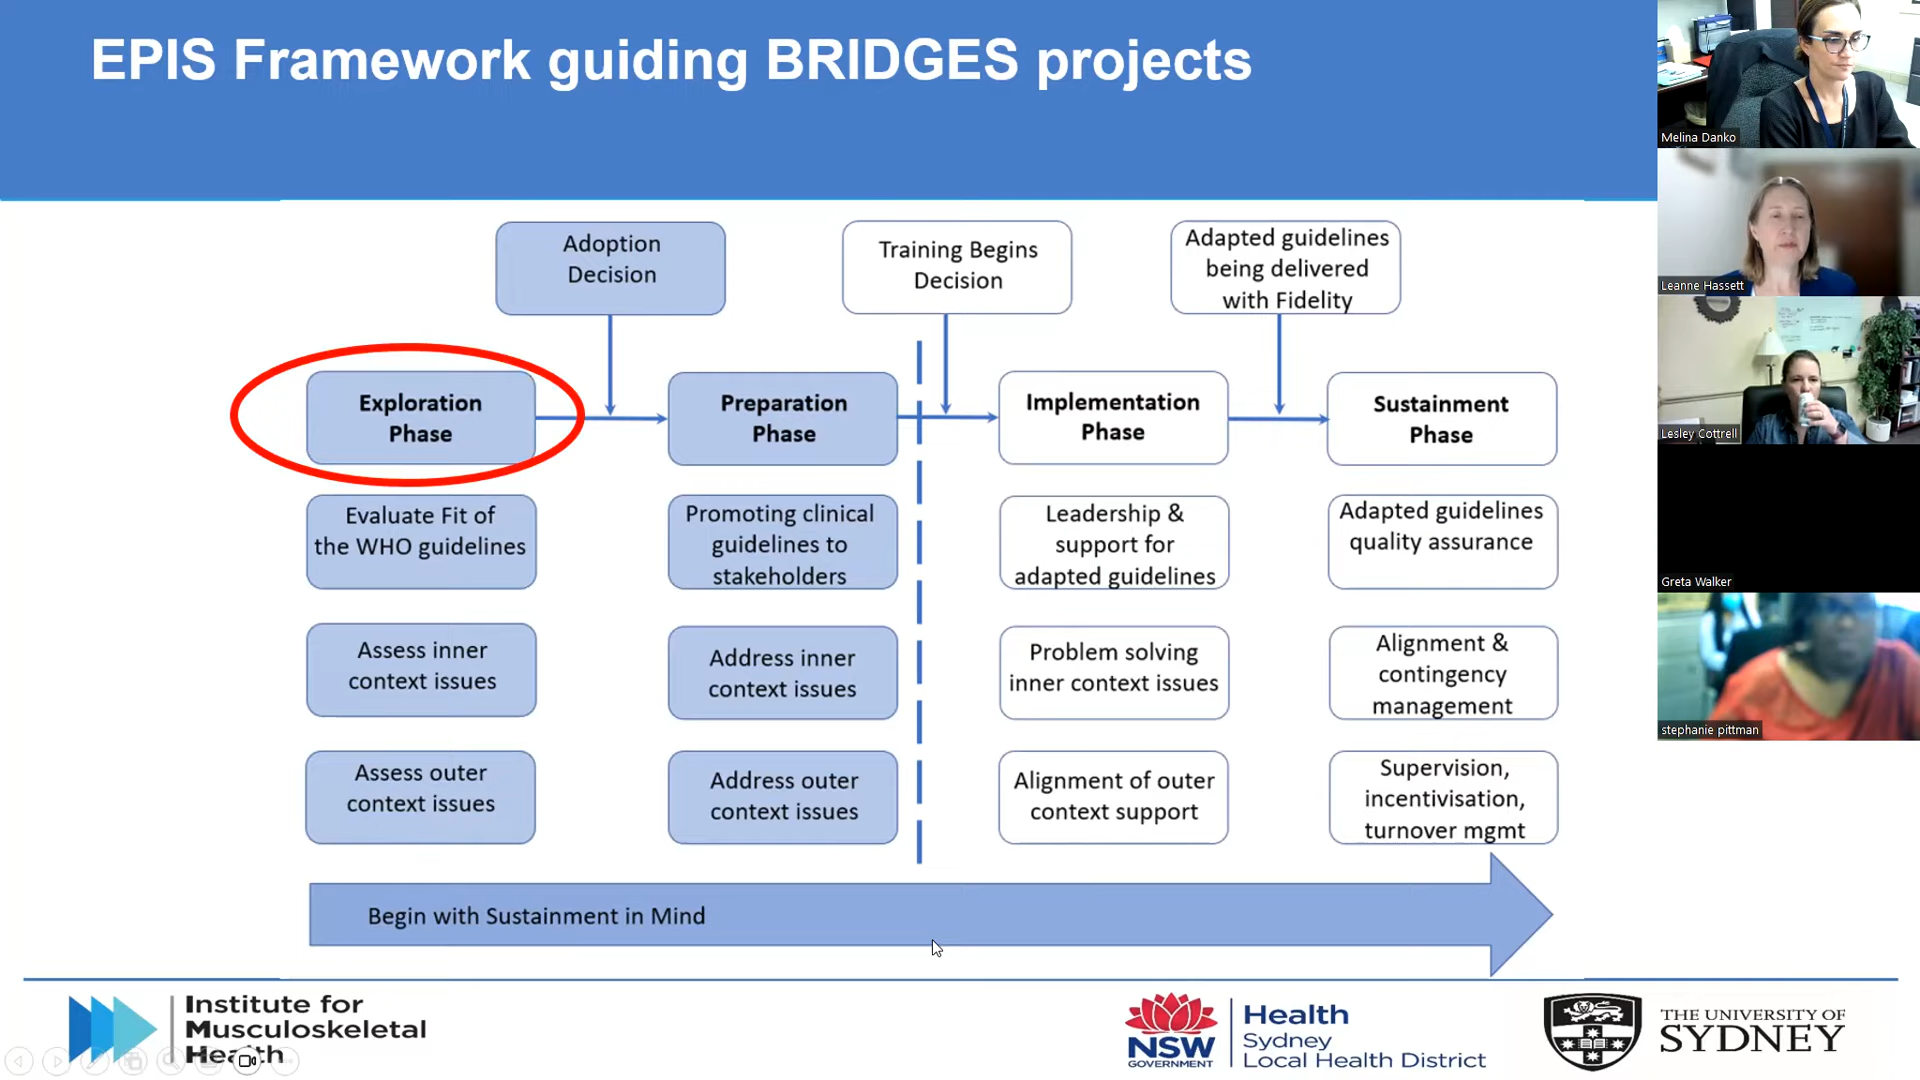 EPIS Framework guiding BRIDGES projects
Adoption
Decision
Training Begins
Decision
Adapted guidelines
being delivered
with Fidelity
Exploration
Phase
Preparation
Phase
Implementation
Phase
Sustainment
Phase
Evaluate Fit of
the WHO guidelines
Promoting clinical
guidelines to
stakeholders
Leadership &
support for
adapted guidelines
Adapted guidelines
quality assurance
Assess inner
context issues
Address inner
context issues
Problem solving
inner context issues
Alignment &
contingency
management
Assess outer
context issues
Address outer
context issues
Alignment of outer
context support
Supervision,
incentivisation,
turnover mgmt
Begin with Sustainment in Mind
Institute for
Musculoskeletal
Health
NSW
GOVERNMENT
Health
Sydney
Local Health District
THE UNIVERSITY OF
SYDNEY
Melina Danko
Leanne Hassett
Lesley Cottrell
Greta Walker
stephanie pittman